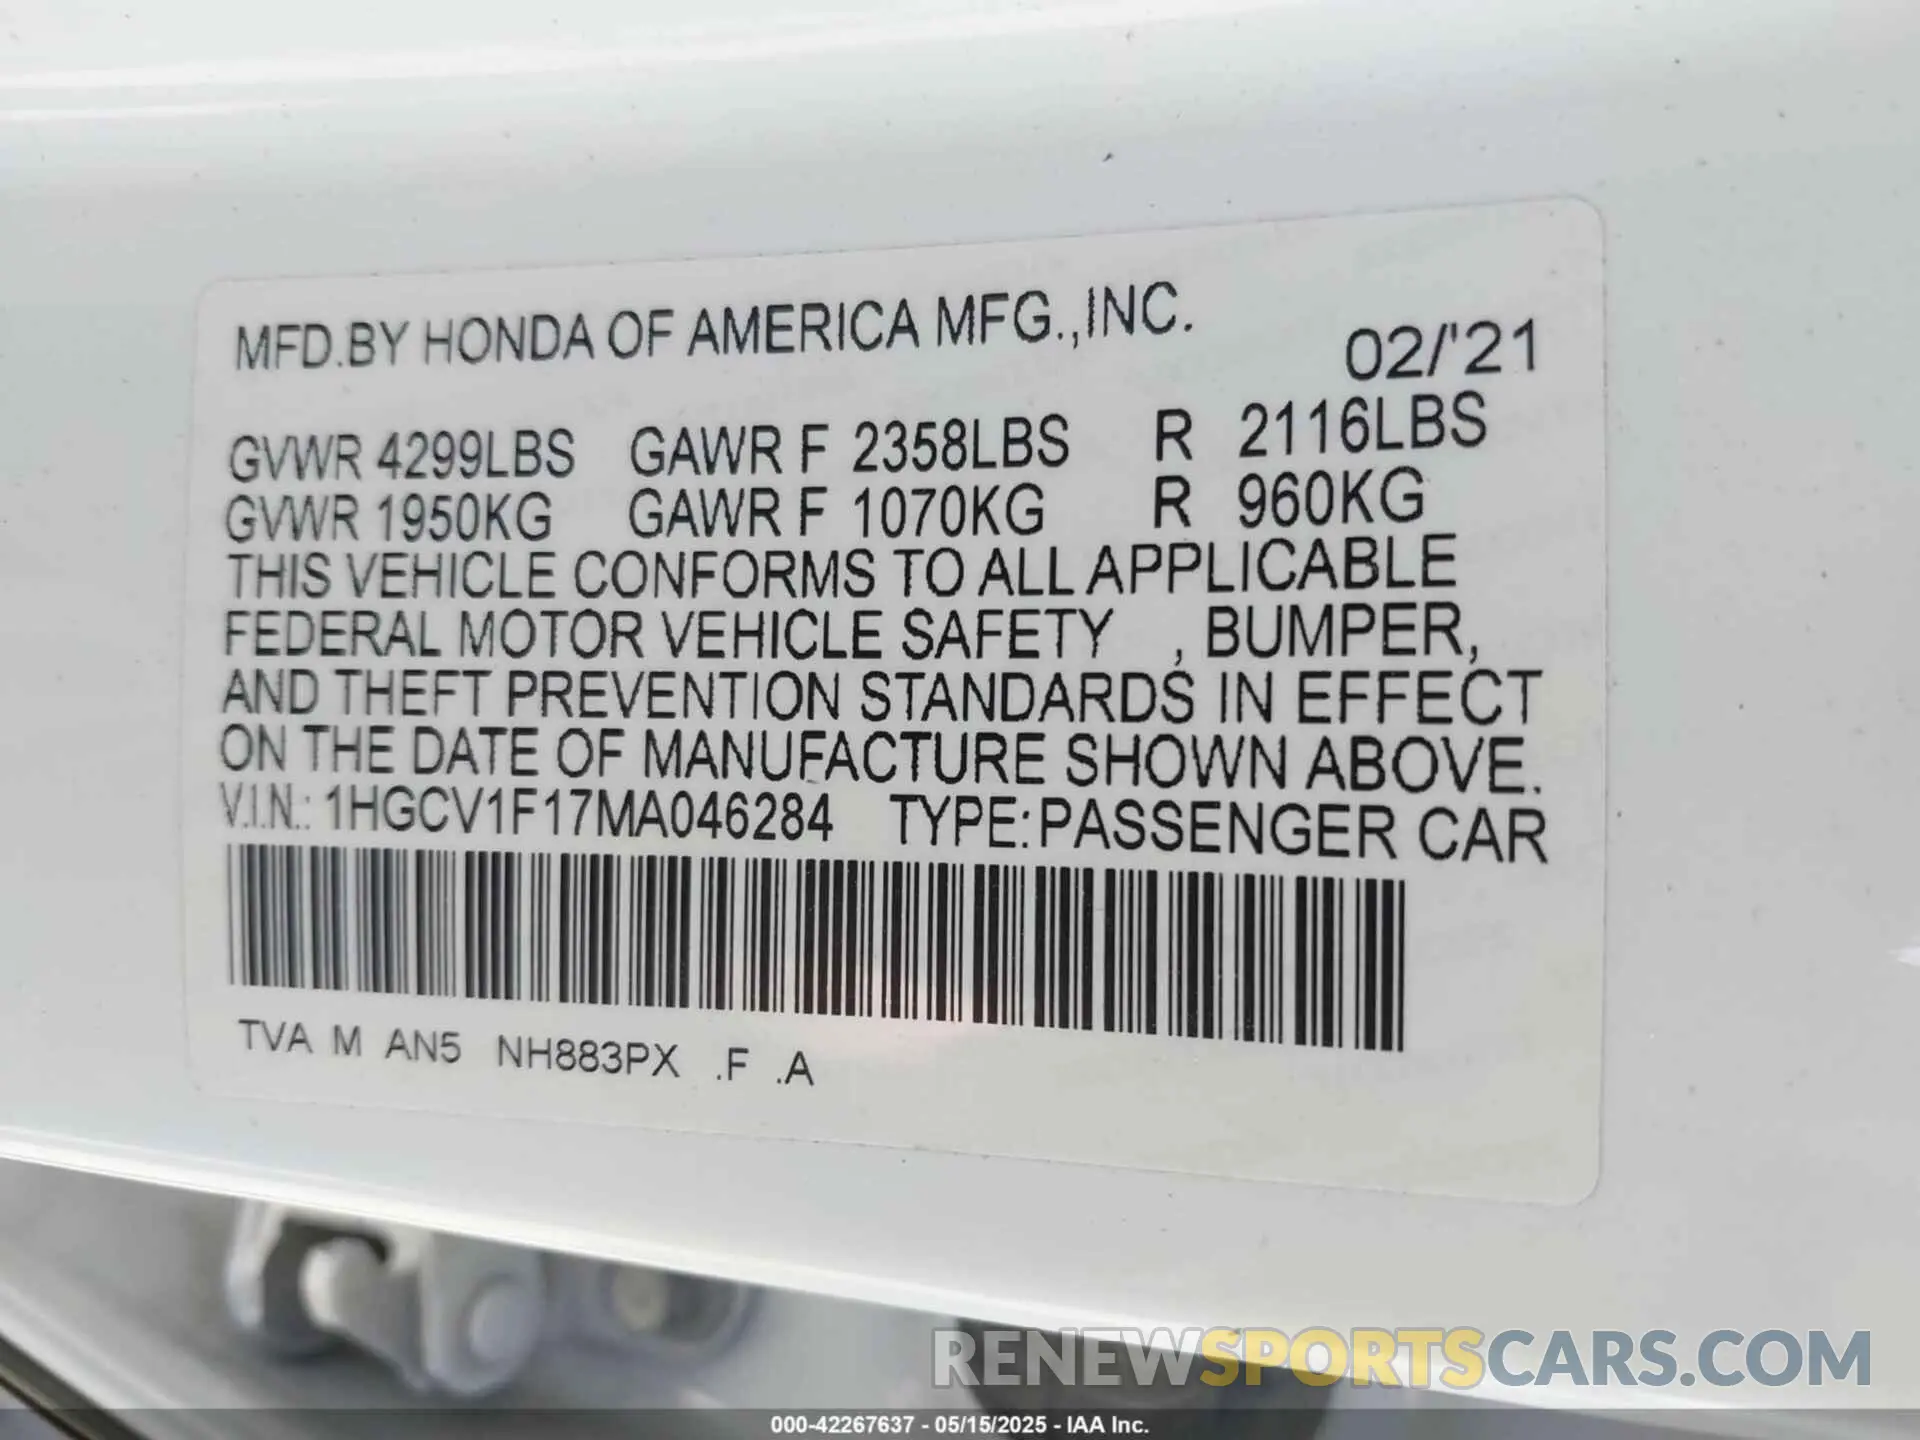 MFD.BY HONDA OF AMERICA MFG.,INC.
02/'21
GVWR 4299LBS GAWR F 2358LBS R 2116LBS
GVWR 1950KG GAWR F 1070KG R 960KG
THIS VEHICLE CONFORMS TO ALL APPLICABLE
FEDERAL MOTOR VEHICLE SAFETY , BUMPER,
AND THEFT PREVENTION STANDARDS IN EFFECT
ON THE DATE OF MANUFACTURE SHOWN ABOVE.
V.I.N.: 1HGCV1F17MA046284 TYPE:PASSENGER CAR
TVA M AN5 NH883PX .F .A
RENEWSPORTSCARS.COM
000-42267637 - 05/15/2025 - IAA Inc.